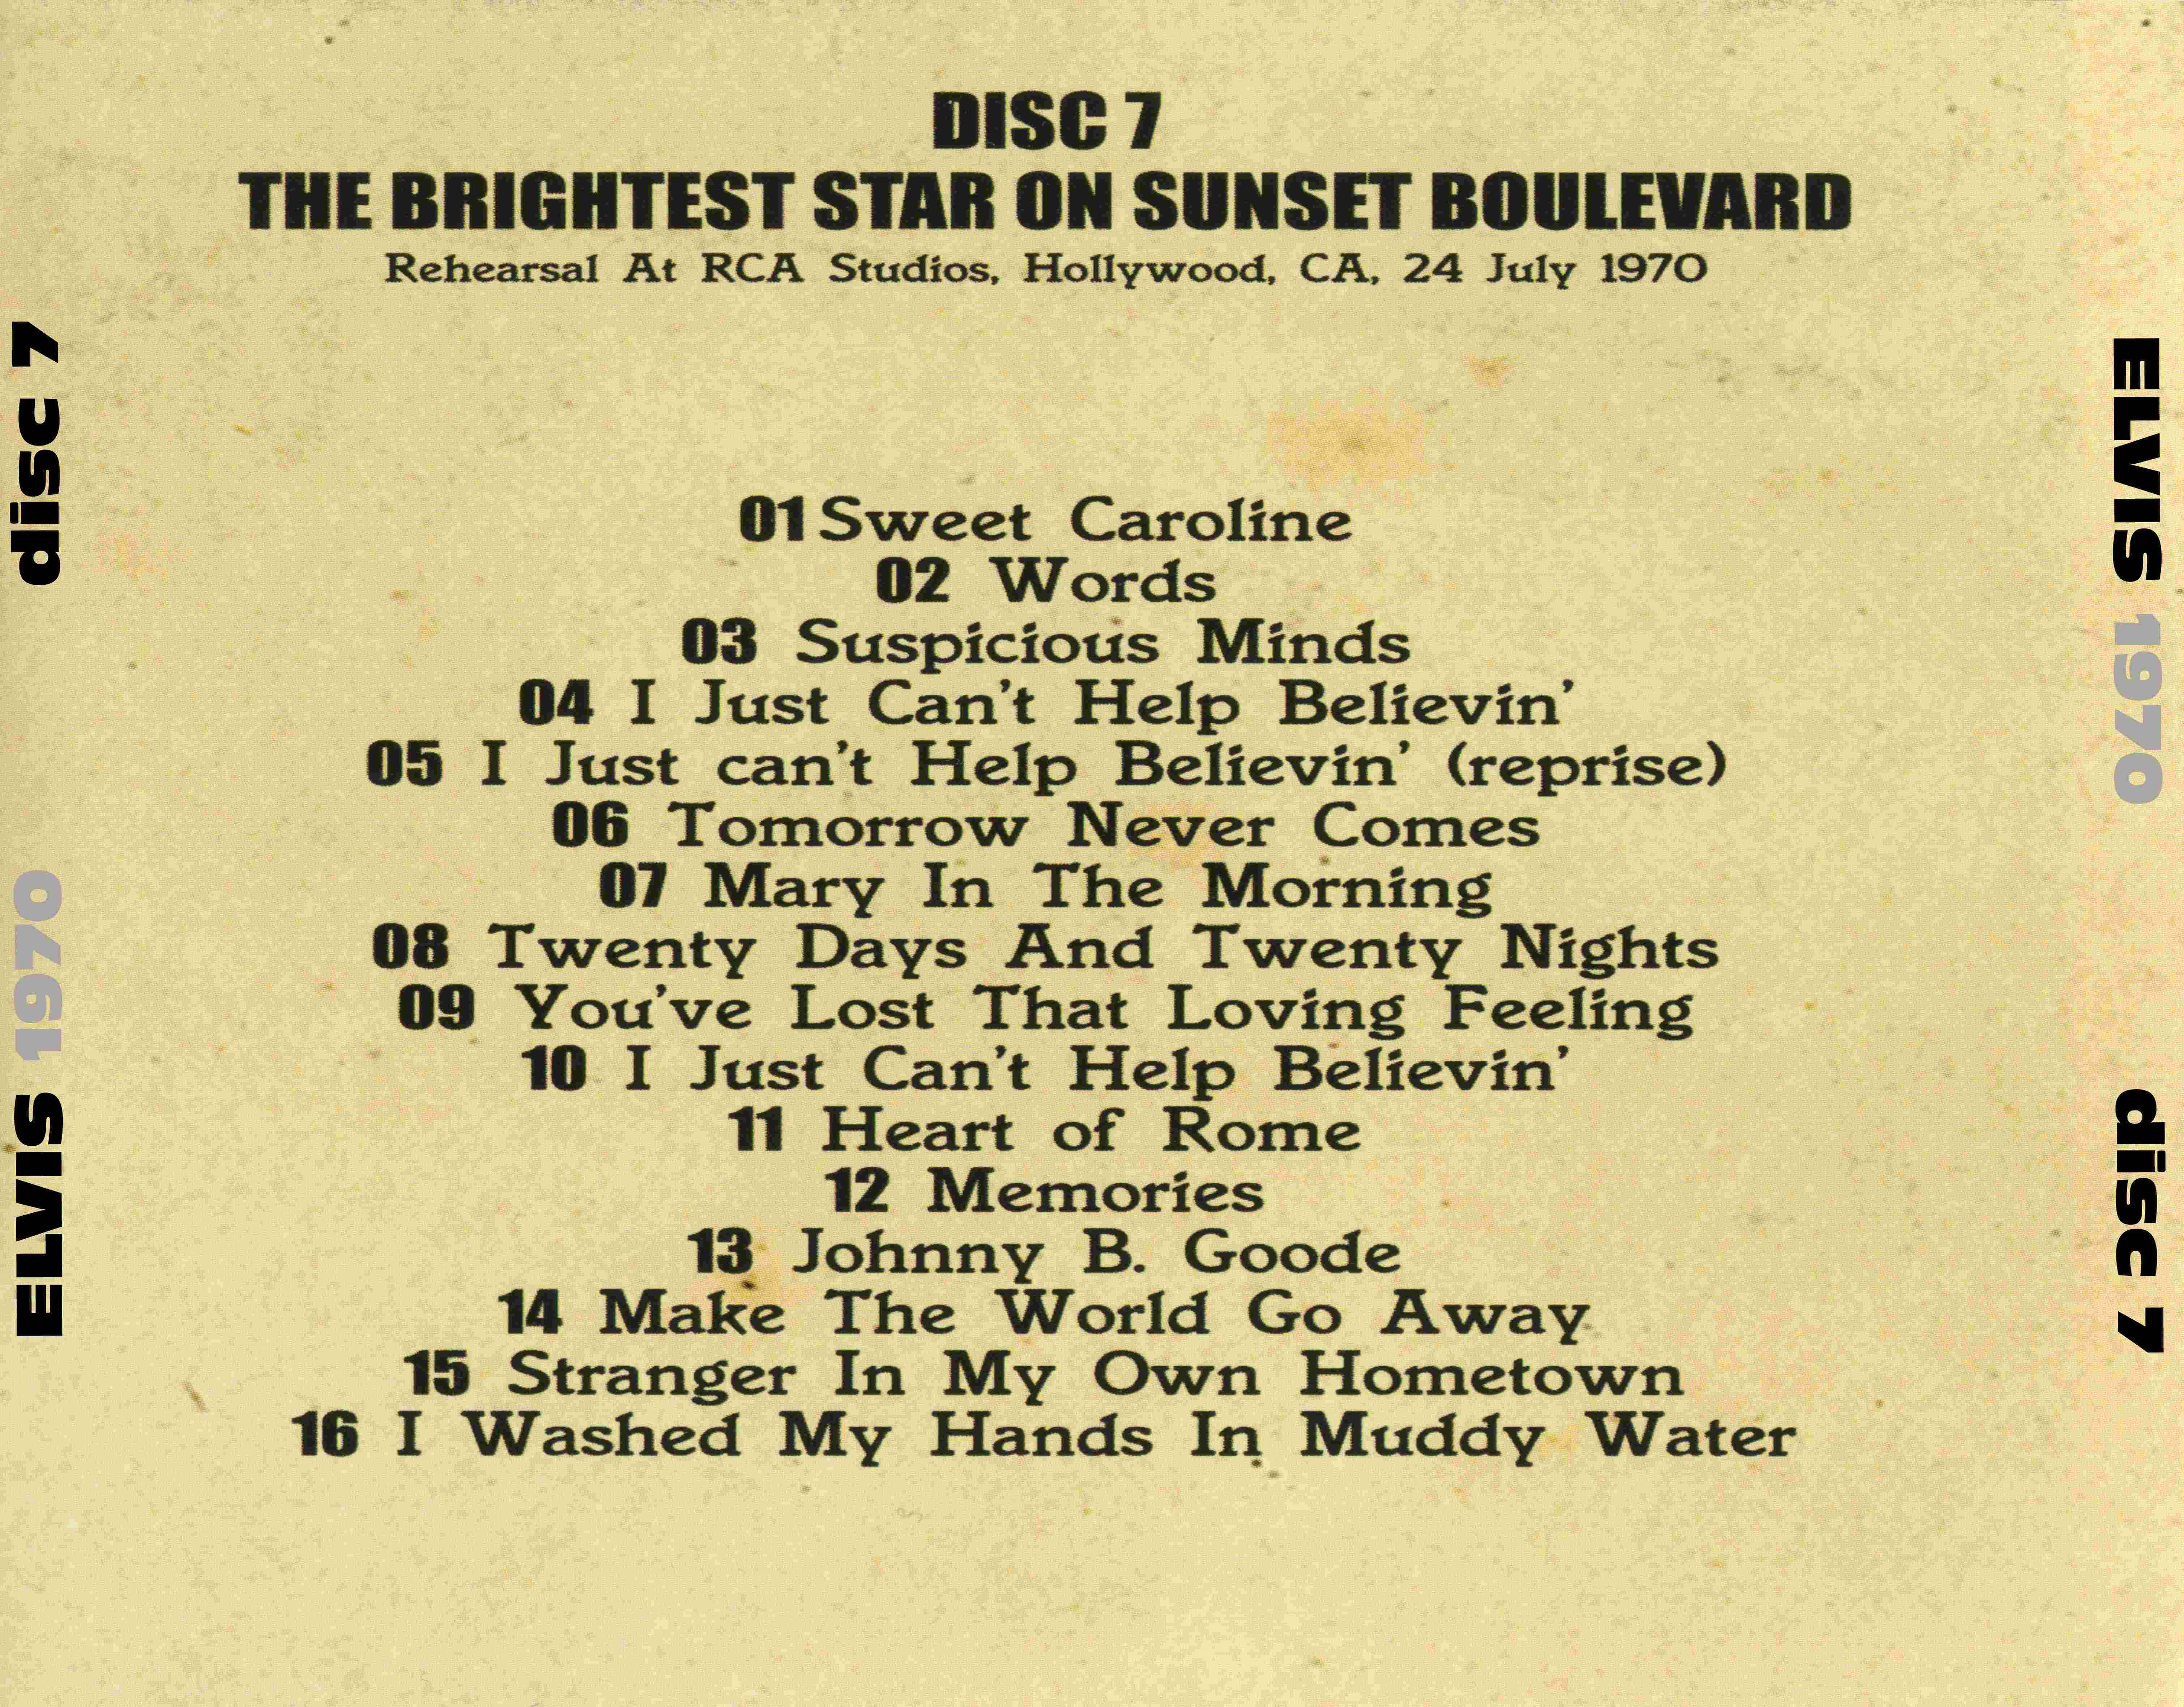 DISC 7
THE BRIGHTEST STAR ON SUNSET BOULEVARD
Rehearsal At RCA Studios, Hollywood, CA, 24 July 1970
01 Sweet Caroline
02 Words
03 Suspicious Minds
04 I Just Can't Help Believin'
05 I Just can't Help Believin' (reprise)
06 Tomorrow Never Comes
07 Mary In The Morning
08 Twenty Days And Twenty Nights
09 You've Lost That Loving Feeling
10 I Just Can't Help Believin'
11 Heart of Rome
12 Memories
13 Johnny B. Goode
14 Make The World Go Away
15 Stranger In My Own Hometown
16 I Washed My Hands In Muddy Water
ELVIS 1970 disc 7
ELVIS 1970 disc 7